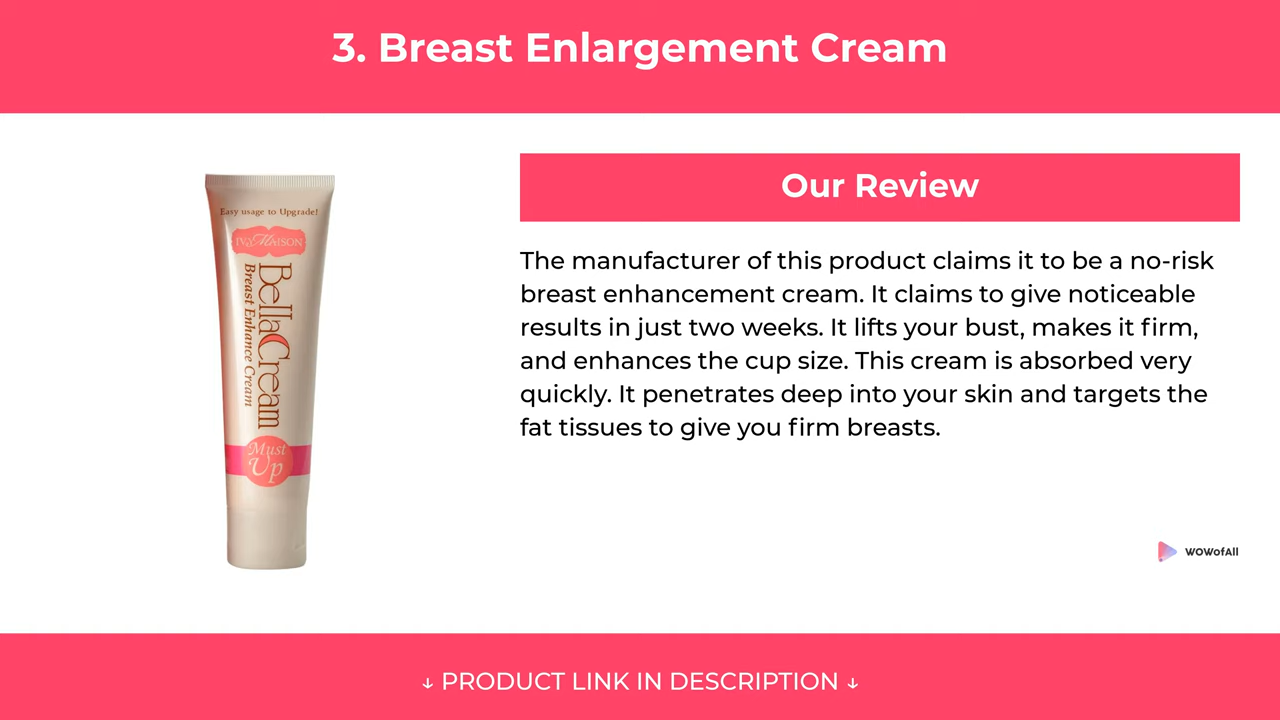 3. Breast Enlargement Cream
Easy usage to Upgrade!
IVY MAISON
BellaCream
Breast Enhance Cream
Must
Up
Our Review
The manufacturer of this product claims it to be a no-risk
breast enhancement cream. It claims to give noticeable
results in just two weeks. It lifts your bust, makes it firm,
and enhances the cup size. This cream is absorbed very
quickly. It penetrates deep into your skin and targets the
fat tissues to give you firm breasts.
WOWofAll
↓ PRODUCT LINK IN DESCRIPTION ↓